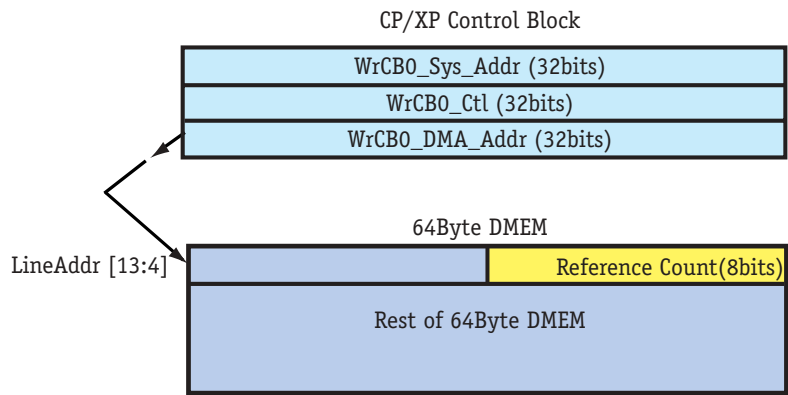 CP/XP Control Block
WrCB0_Sys_Addr (32bits)
WrCB0_Ctl (32bits)
WrCB0_DMA_Addr (32bits)
64Byte DMEM
LineAddr [13:4]
Reference Count(8bits)
Rest of 64Byte DMEM